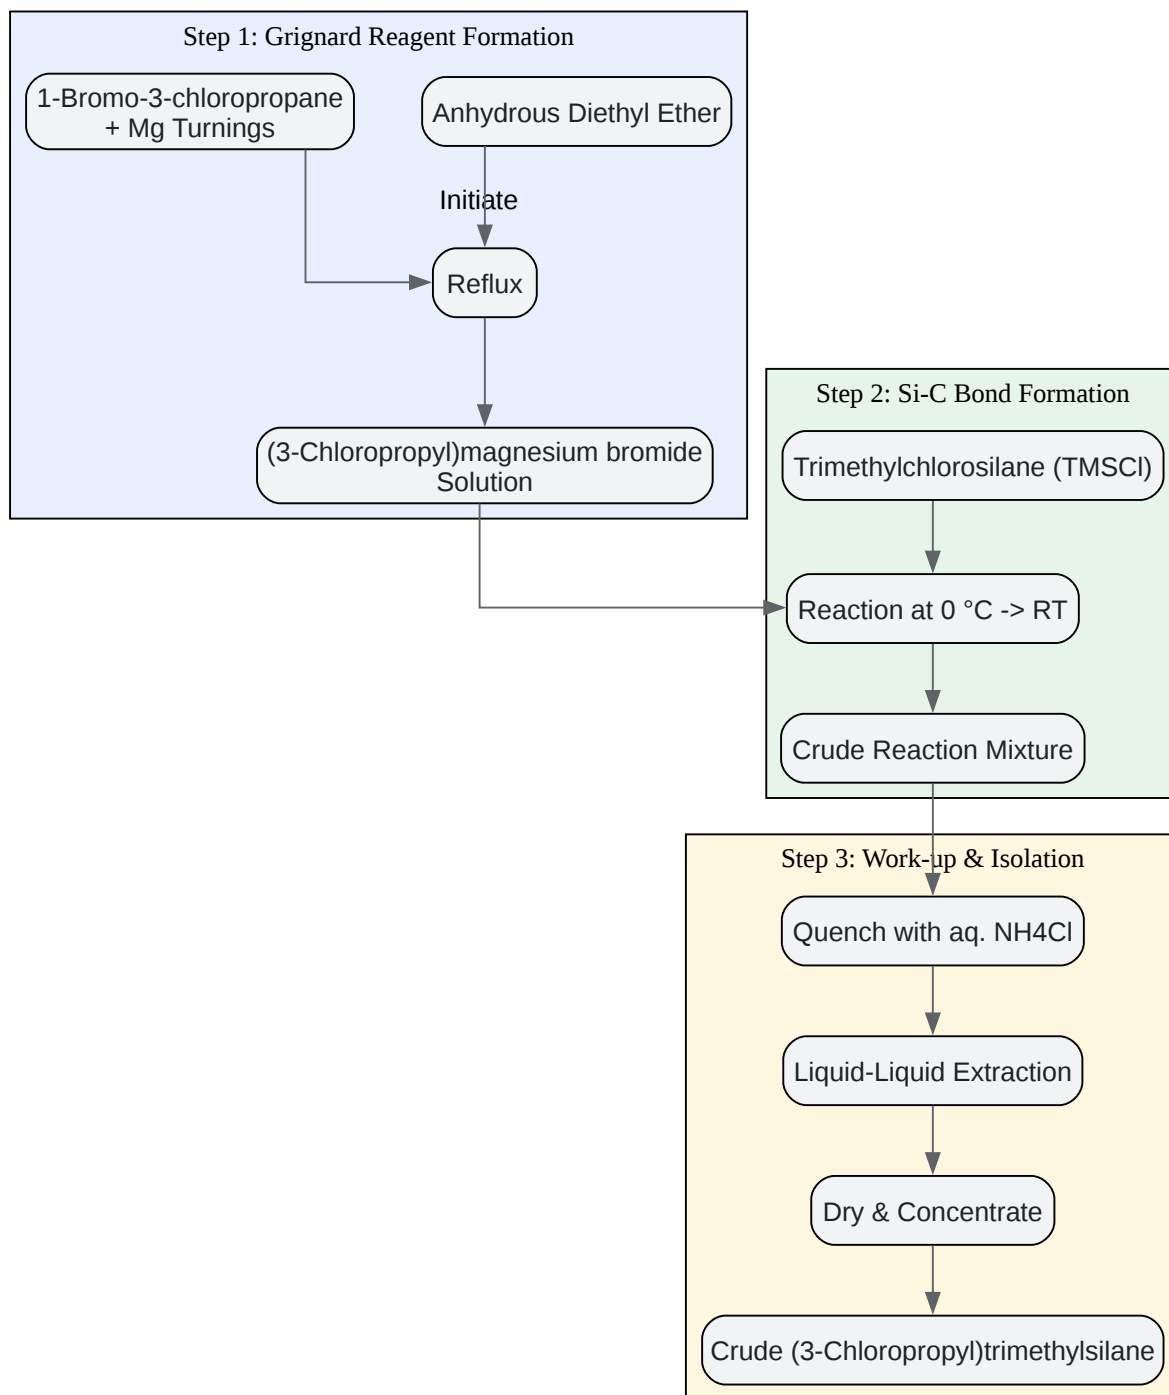 Step 1: Grignard Reagent Formation
1-Bromo-3-chloropropane
+ Mg Turnings
Anhydrous Diethyl Ether
Initiate
Reflux
(3-Chloropropyl)magnesium bromide
Solution
Step 2: Si-C Bond Formation
Trimethylchlorosilane (TMSCl)
Reaction at 0 °C -> RT
Crude Reaction Mixture
Step 3: Work-up & Isolation
Quench with aq. NH4Cl
Liquid-Liquid Extraction
Dry & Concentrate
Crude (3-Chloropropyl)trimethylsilane